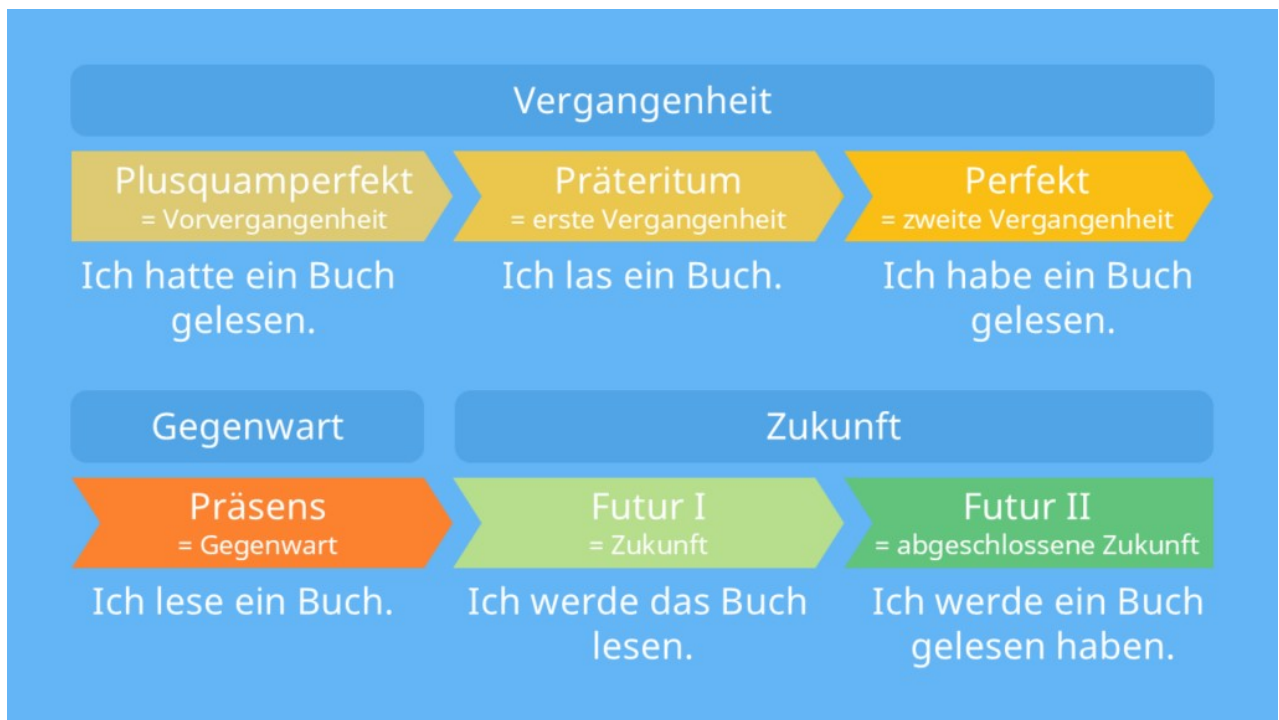 Vergangenheit
Plusquamperfekt
= Vorvergangenheit
Präteritum
= erste Vergangenheit
Perfekt
= zweite Vergangenheit
Ich hatte ein Buch
gelesen.
Ich las ein Buch.
Ich habe ein Buch
gelesen.
Gegenwart
Zukunft
Präsens
= Gegenwart
Futur I
= Zukunft
Futur II
= abgeschlossene Zukunft
Ich lese ein Buch.
Ich werde das Buch
lesen.
Ich werde ein Buch
gelesen haben.